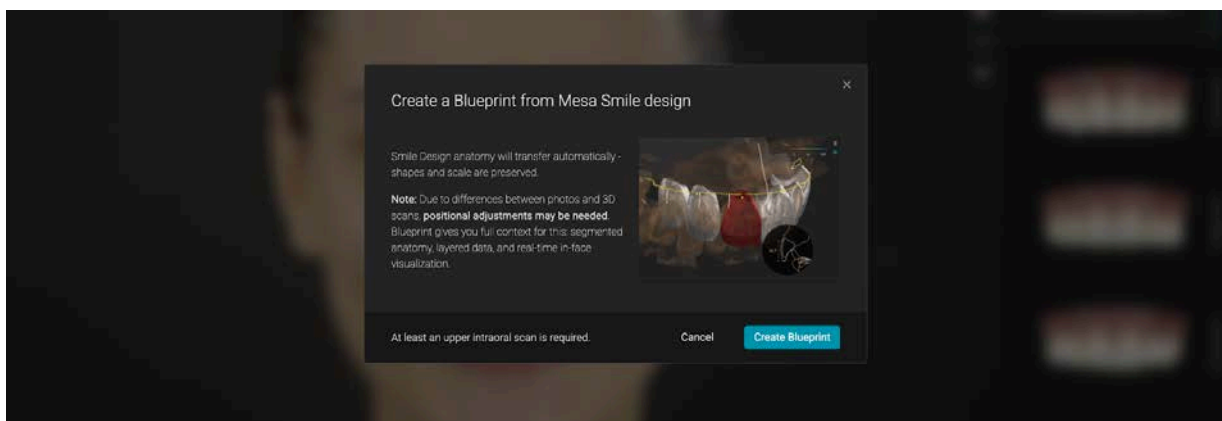 Create a Blueprint from Mesa Smile design
Smile Design anatomy will transfer automatically -
shapes and scale are preserved.
Note: Due to differences between photos and 3D
scans, positional adjustments may be needed.
Blueprint gives you full context for this: segmented
anatomy, layered data, and real-time in-face
visualization.
At least an upper intraoral scan is required.
Cancel
Create Blueprint